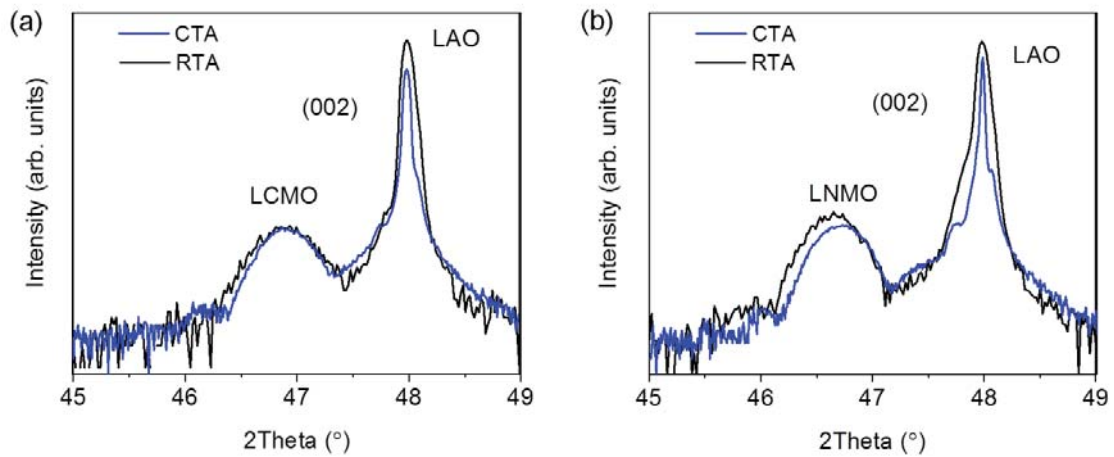 (a)
CTA
RTA
LAO
(002)
LCMO
Intensity (arb. units)
45 46 47 48 49
2Theta (°)
(b)
CTA
RTA
LAO
(002)
LNMO
Intensity (arb. units)
45 46 47 48 49
2Theta (°)